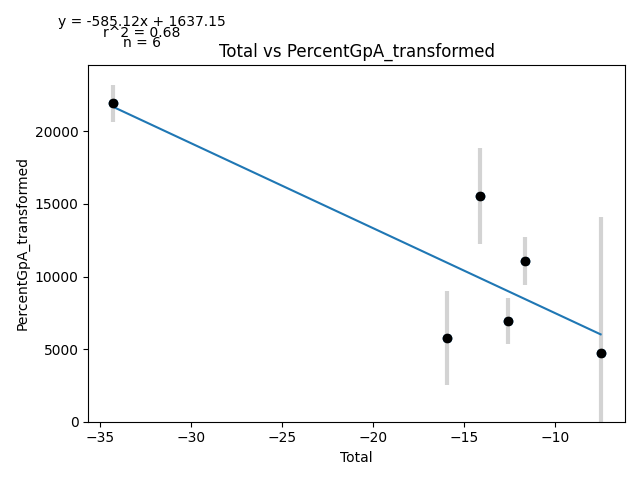 y = -585.12x + 1637.15
r^2 = 0.68
n = 6
Total vs PercentGpA_transformed
PercentGpA_transformed
20000
15000
10000
5000
0
−35 −30 −25 −20 −15 −10
Total